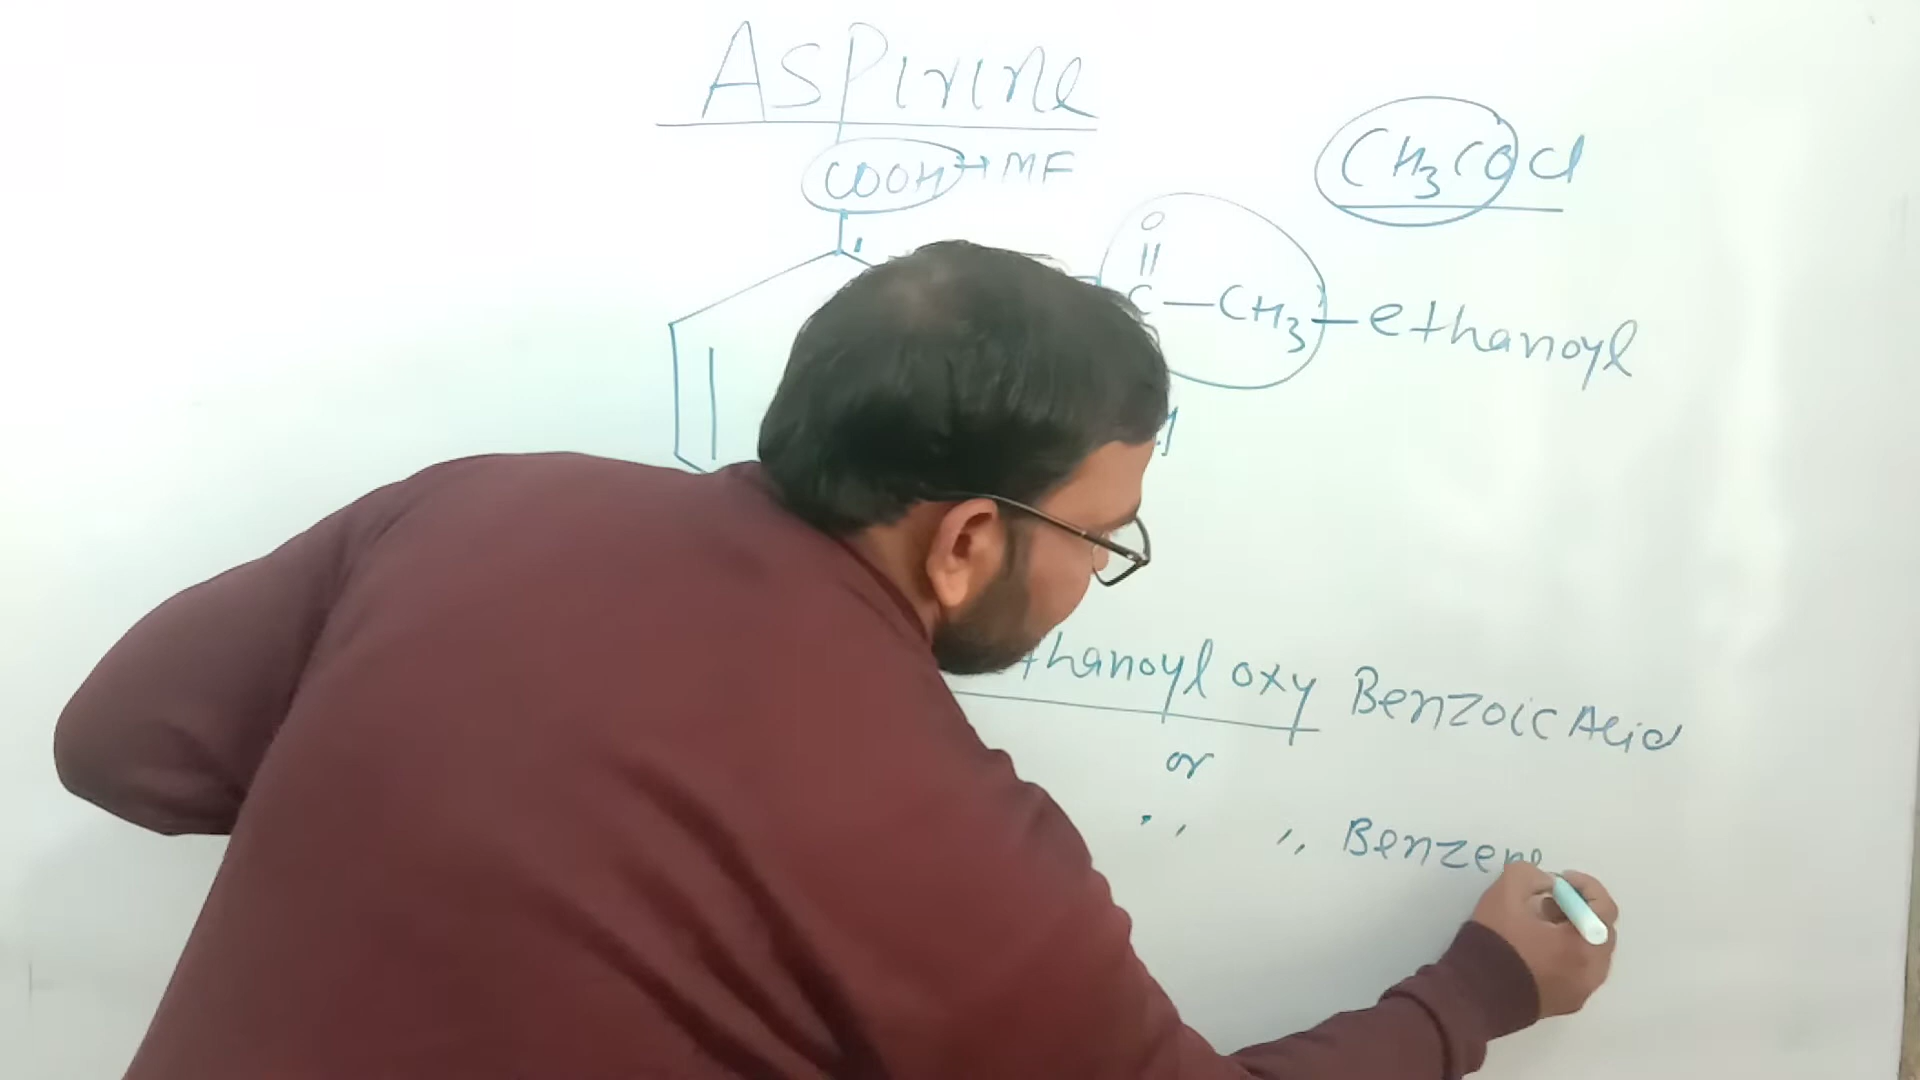 ASPirine
COOH → MF
CH3COCl
O
||
C—CH3 — ethanoyl
thanoyl oxy Benzoic Acid
or
,, ,, Benzene